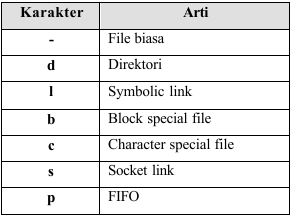 Karakter Arti
- File biasa
d Direktori
l Symbolic link
b Block special file
c Character special file
s Socket link
p FIFO